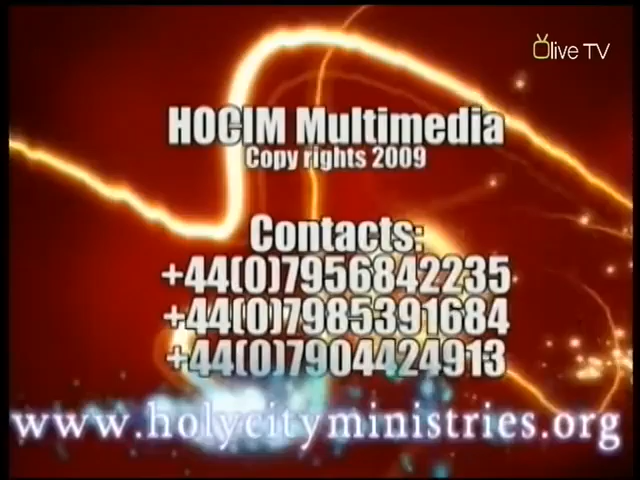 Olive TV
HOCIM Multimedia
Copy rights 2009
Contacts:
+44(0)7956842235
+44(0)7985391684
+44(0)7904424913
www.holycityministries.org